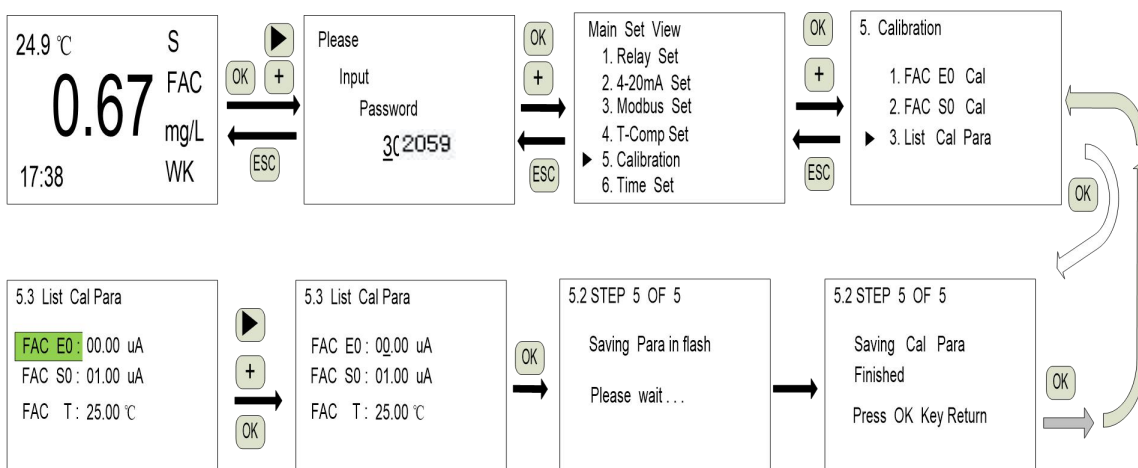 24.9 ℃
S
FAC
0.67
mg/L
17:38
WK
OK
+
ESC
Please
Input
Password
2059
OK
+
ESC
Main Set View
1. Relay Set
2. 4-20mA Set
3. Modbus Set
4. T-Comp Set
5. Calibration
6. Time Set
OK
+
ESC
5. Calibration
1. FAC E0 Cal
2. FAC S0 Cal
3. List Cal Para
OK
5.3 List Cal Para
FAC E0 : 00.00 uA
FAC S0 : 01.00 uA
FAC T : 25.00 ℃
+
OK
5.3 List Cal Para
FAC E0 : 00.00 uA
FAC S0 : 01.00 uA
FAC T : 25.00 ℃
OK
5.2 STEP 5 OF 5
Saving Para in flash
Please wait . . .
5.2 STEP 5 OF 5
Saving Cal Para
Finished
Press OK Key Return
OK